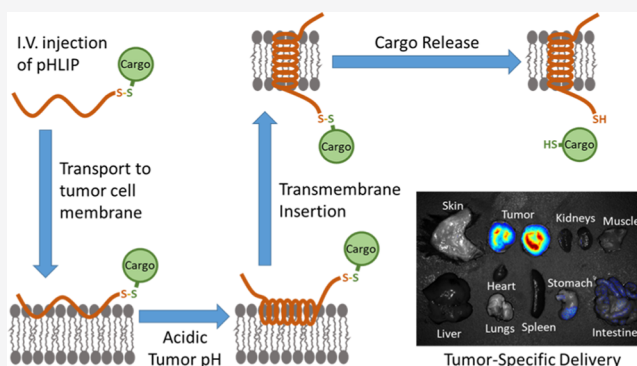 I.V. injection
of pHLIP
Cargo
S-S
Transport to
tumor cell
membrane
Cargo
S-S
Acidic
Tumor pH
Cargo
S-S
Transmembrane
Insertion
S-S
Cargo
Cargo Release
SH
HS-Cargo
Skin
Tumor
Kidneys
Muscle
Heart
Stomach
Liver
Lungs
Spleen
Intestine
Tumor-Specific Delivery